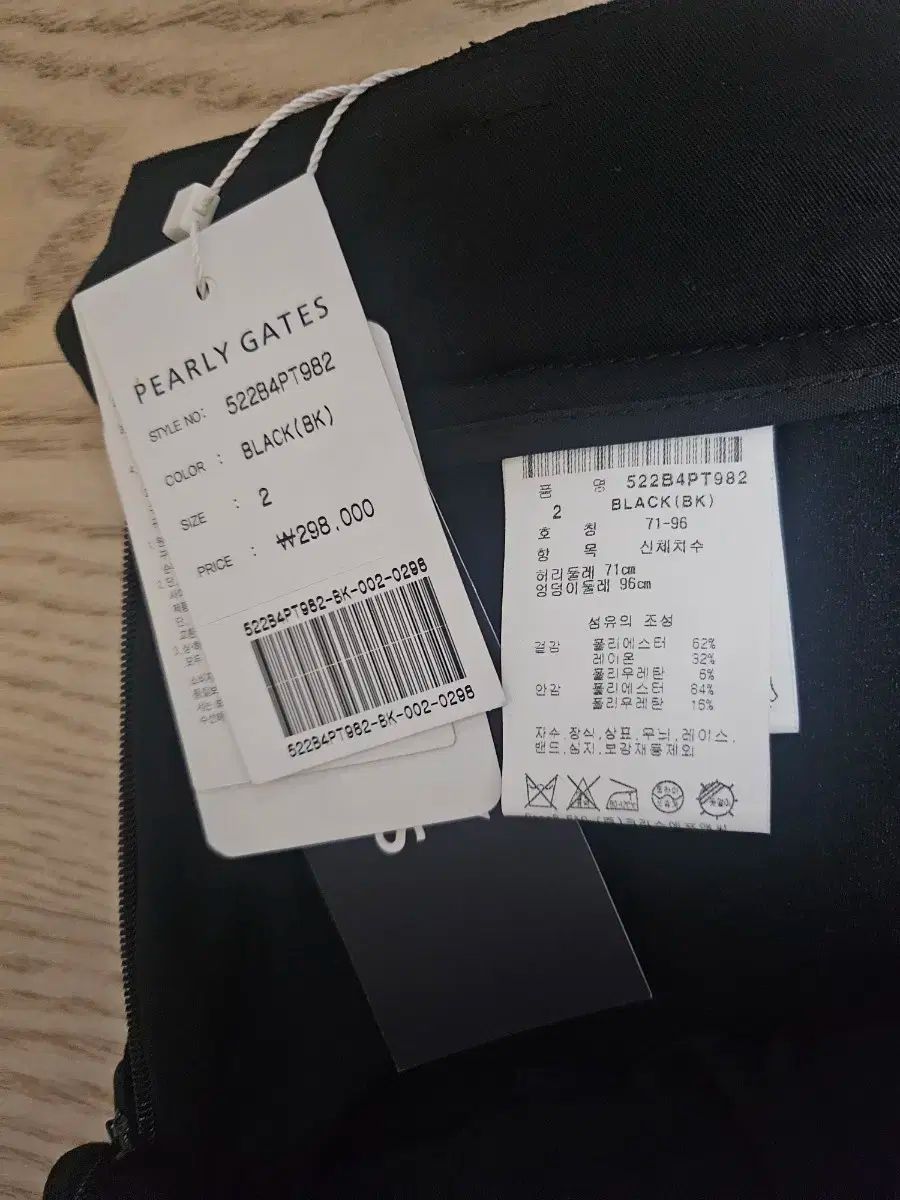 PEARLY GATES
STYLE NO: 522B4PT982
COLOR : BLACK(BK)
SIZE : 2
PRICE : ₩298,000
522B4PT982-BK-002-0298
522B4PT982-BK-002-0298
품 명 522B4PT982
2 BLACK(BK)
호 칭 71-96
항 목 신체치수
허리둘레 71cm
엉덩이둘레 96cm
섬유의 조성
겉감 폴리에스터 62%
레이온 32%
폴리우레탄 6%
안감 폴리에스터 84%
폴리우레탄 16%
자수,장식,상표,무늬,레이스,
밴드,심지,보강재등제외